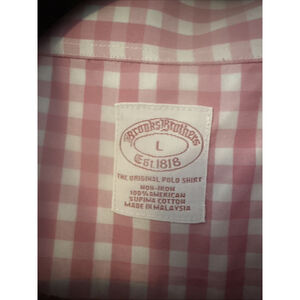 Brooks Brothers
L
Est. 1818
THE ORIGINAL POLO SHIRT
NON-IRON
100% AMERICAN
SUPIMA COTTON
MADE IN MALAYSIA